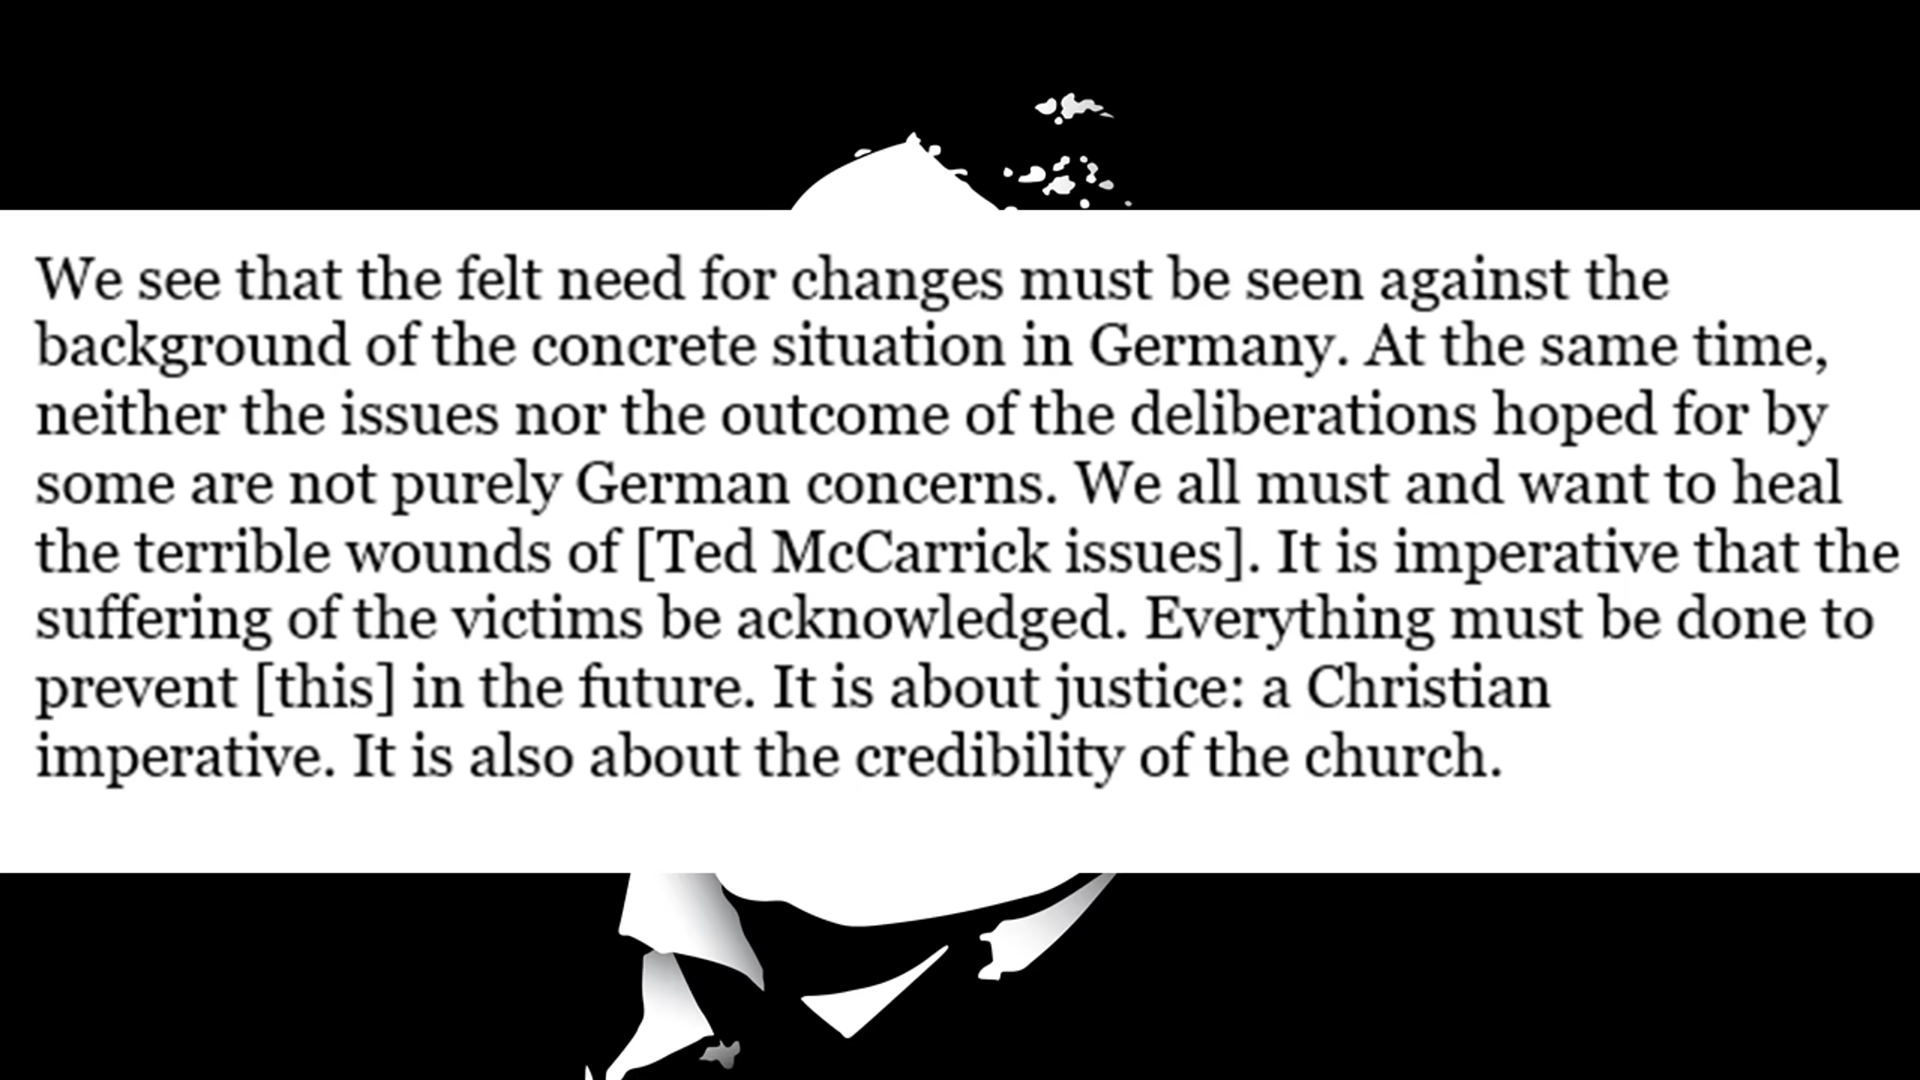 We see that the felt need for changes must be seen against the
background of the concrete situation in Germany. At the same time,
neither the issues nor the outcome of the deliberations hoped for by
some are not purely German concerns. We all must and want to heal
the terrible wounds of [Ted McCarrick issues]. It is imperative that the
suffering of the victims be acknowledged. Everything must be done to
prevent [this] in the future. It is about justice: a Christian
imperative. It is also about the credibility of the church.